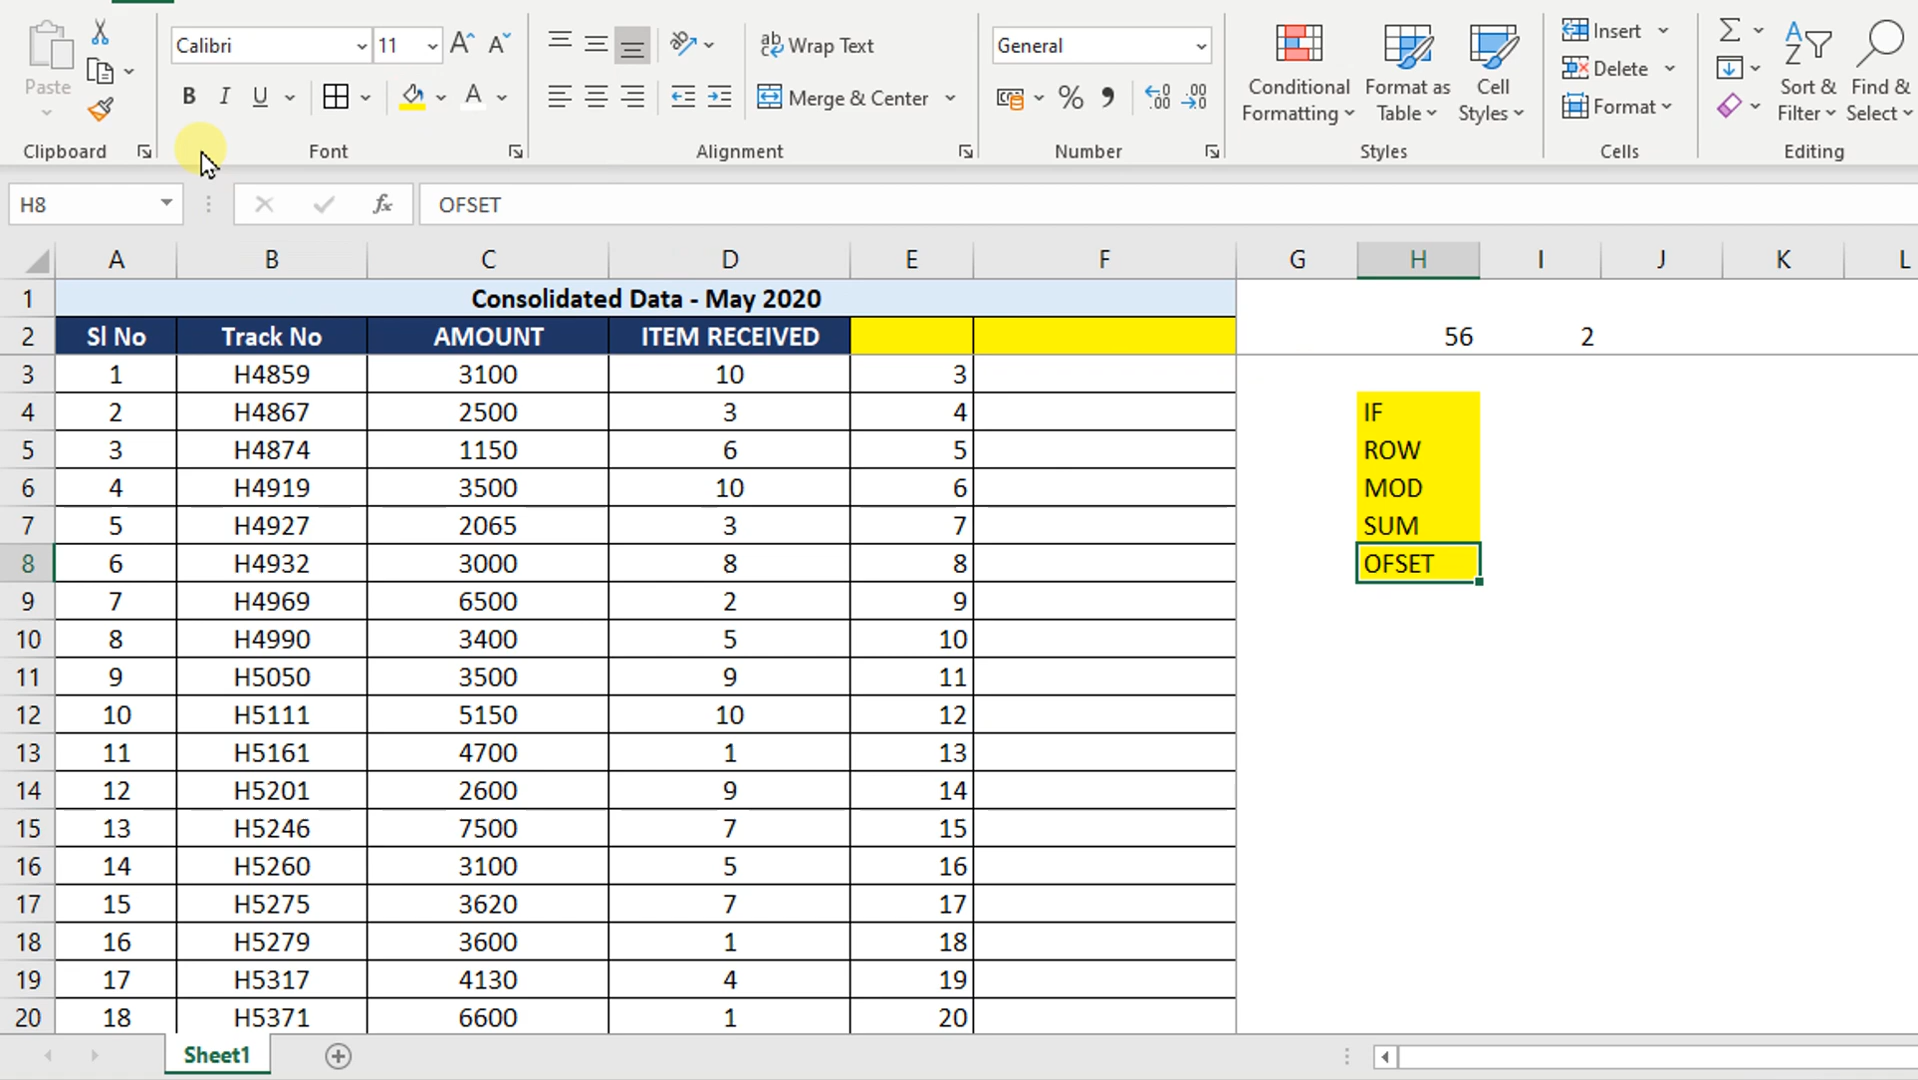 Calibri 11 A A ab Wrap Text General Insert Σ
Paste Conditional Formatting Format as Table Cell Styles Delete Sort & Filter Find & Select
B I U A Merge & Center % Format
Clipboard Font Alignment Number Styles Cells Editing
H8 fx OFSET
A B C D E F G H I J K L
1 Consolidated Data - May 2020
2 Sl No Track No AMOUNT ITEM RECEIVED 56 2
3 1 H4859 3100 10 3
4 2 H4867 2500 3 4 IF
5 3 H4874 1150 6 5 ROW
6 4 H4919 3500 10 6 MOD
7 5 H4927 2065 3 7 SUM
8 6 H4932 3000 8 8 OFSET
9 7 H4969 6500 2 9
10 8 H4990 3400 5 10
11 9 H5050 3500 9 11
12 10 H5111 5150 10 12
13 11 H5161 4700 1 13
14 12 H5201 2600 9 14
15 13 H5246 7500 7 15
16 14 H5260 3100 5 16
17 15 H5275 3620 7 17
18 16 H5279 3600 1 18
19 17 H5317 4130 4 19
20 18 H5371 6600 1 20
Sheet1